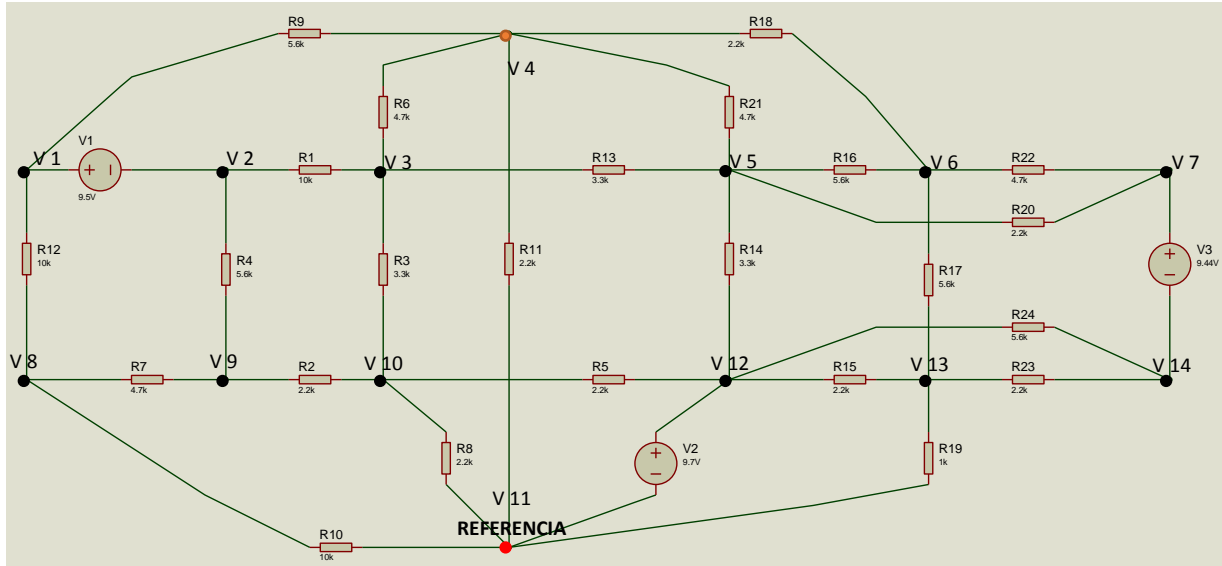 R9
5.6k
R18
2.2k
V 4
R6
4.7k
R21
4.7k
V1
9.5V
V 1
V 2
R1
10k
V 3
R13
3.3k
V 5
R16
5.6k
V 6
R22
4.7k
V 7
R20
2.2k
R12
10k
R4
5.6k
R3
3.3k
R11
2.2k
R14
3.3k
R17
5.6k
V3
9.44V
R24
5.6k
V 8
R7
4.7k
V 9
R2
2.2k
V 10
R5
2.2k
V 12
R15
2.2k
V 13
R23
2.2k
V 14
R8
2.2k
V2
9.7V
R19
1k
V 11
REFERENCIA
R10
10k